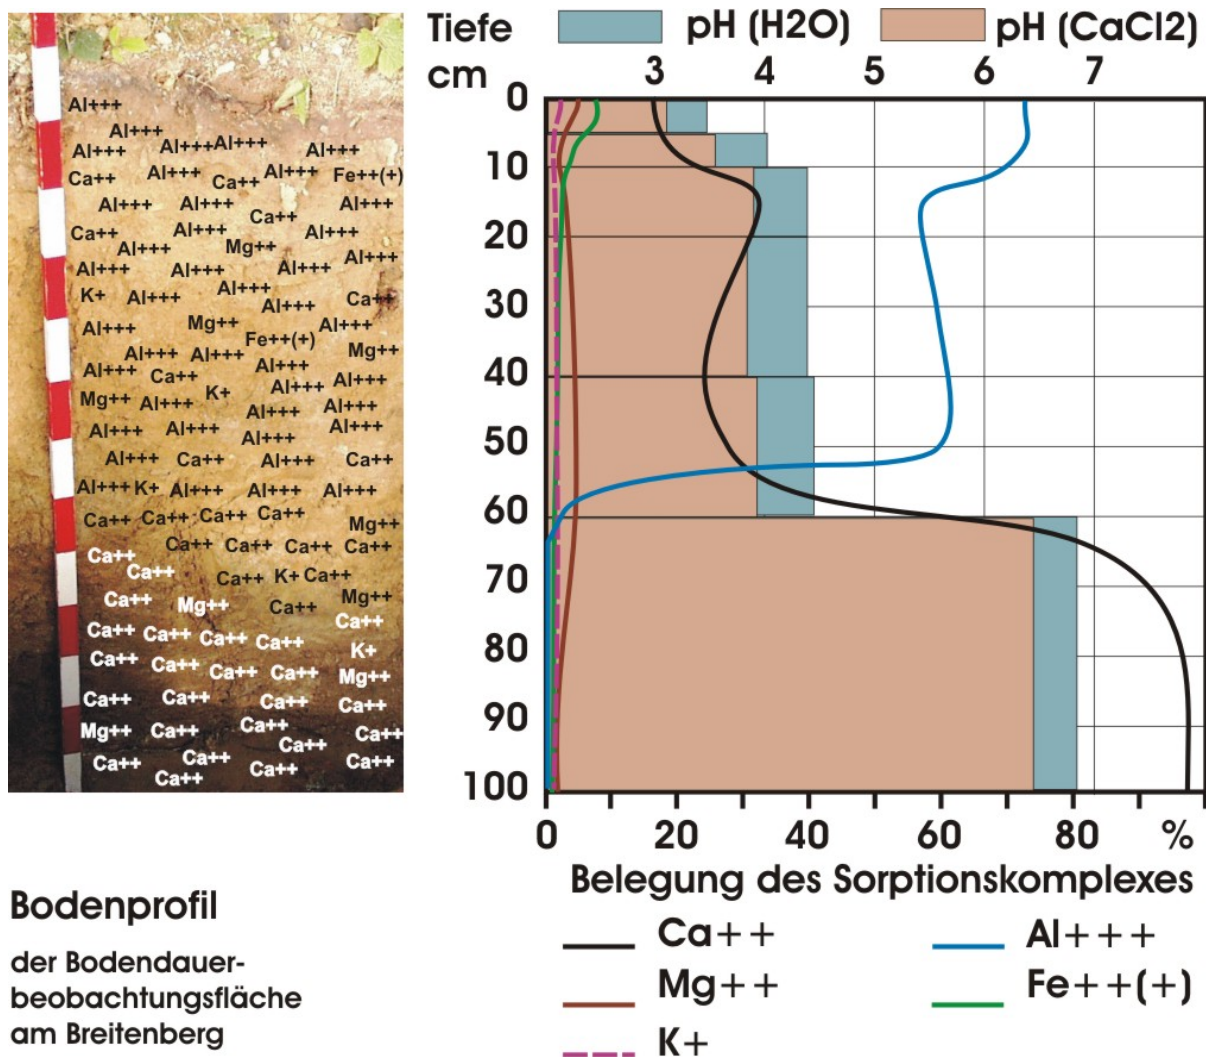 Al+++
Al+++
Al+++ Al+++ Al+++ Al+++
Ca++ Al+++ Ca++ Al+++ Fe++(+)
Al+++ Al+++ Al+++
Ca++
Ca++ Al+++ Al+++
Al+++ Mg++
Al+++ Al+++ Al+++ Al+++
K+ Al+++ Al+++ Al+++ Ca++
Al+++ Mg++ Al+++
Fe++(+)
Al+++ Al+++ Mg++
Al+++ Ca++ Al+++ Al+++
K+ Al+++
Mg++ Al+++ Al+++ Al+++
Al+++ Al+++ Al+++ Al+++
Al+++ Ca++ Al+++ Ca++
Al+++ K+ Al+++ Al+++ Al+++
Ca++ Ca++ Ca++ Ca++ Mg++
Ca++ Ca++ Ca++ Ca++
Ca++
Ca++ Ca++ K+ Ca++
Ca++ Mg++ Ca++ Mg++
Ca++
Ca++ Ca++ Ca++ Ca++
K+
Ca++ Ca++ Ca++ Ca++ Mg++
Ca++ Ca++ Ca++ Ca++
Mg++ Ca++ Ca++ Ca++
Ca++
Ca++ Ca++ Ca++ Ca++
Ca++
Tiefe
cm
pH (H2O) pH (CaCl2)
3 4 5 6 7
0
10
20
30
40
50
60
70
80
90
100
0 20 40 60 80 %
Belegung des Sorptionskomplexes
Ca++ Al+++
Mg++ Fe++(+)
K+
Bodenprofil
der Bodendauer-
beobachtungsfläche
am Breitenberg